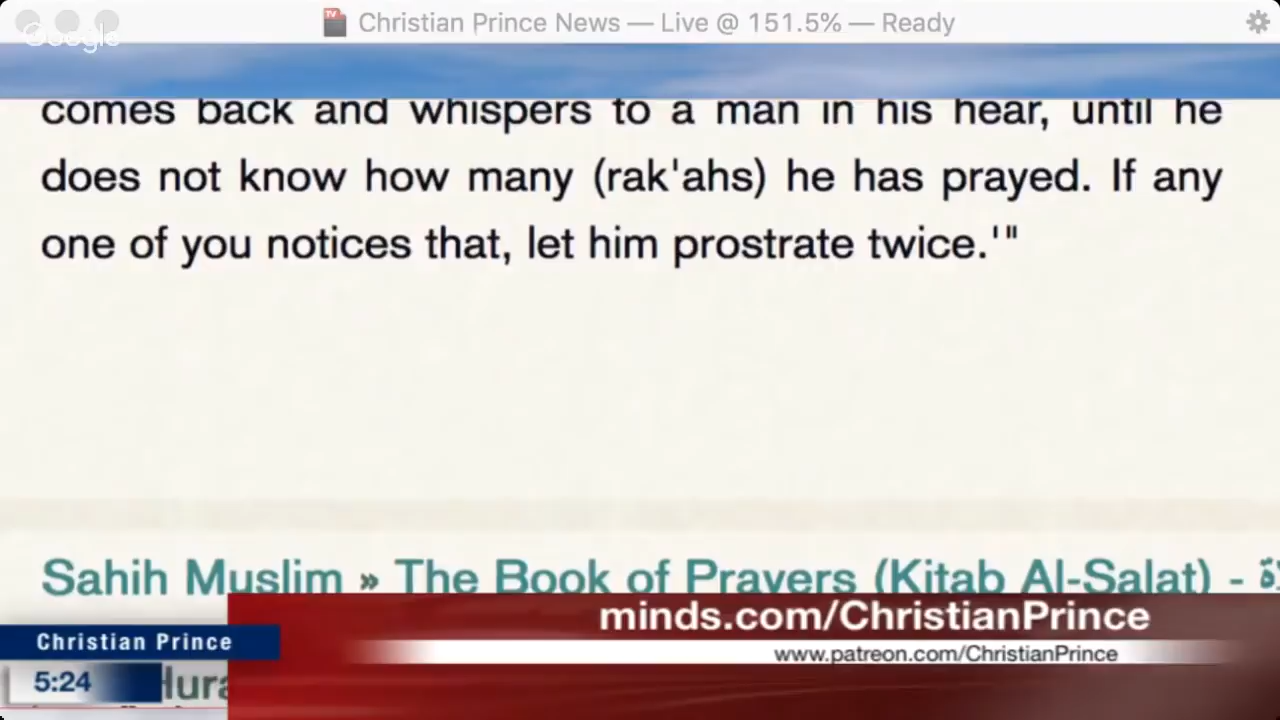 Christian Prince News — Live @ 151.5% — Ready
Google
comes back and whispers to a man in his hear, until he
does not know how many (rak'ahs) he has prayed. If any
one of you notices that, let him prostrate twice.'"
Sahih Muslim » The Book of Prayers (Kitab Al-Salat) -
minds.com/ChristianPrince
Christian Prince
www.patreon.com/ChristianPrince
5:24